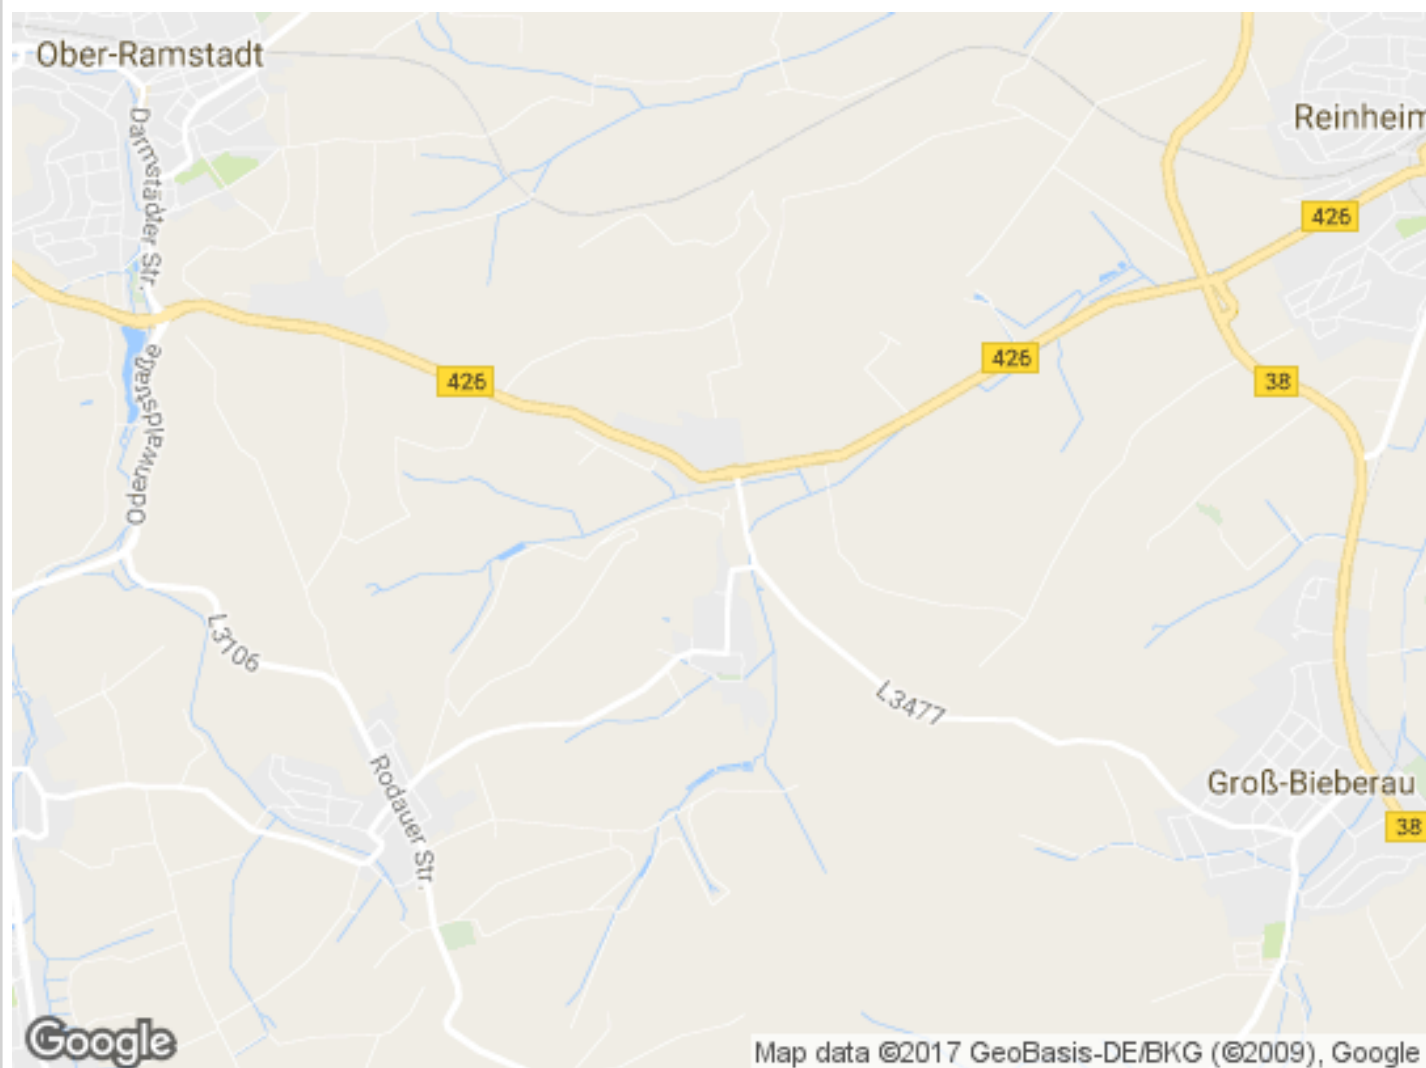 Ober-Ramstadt
Reinheim
Darmstädter Str.
426
426
426
38
Odenwaldstraße
L3106
L3477
Rodauer Str.
Groß-Bieberau
38
Google
Map data ©2017 GeoBasis-DE/BKG (©2009), Google